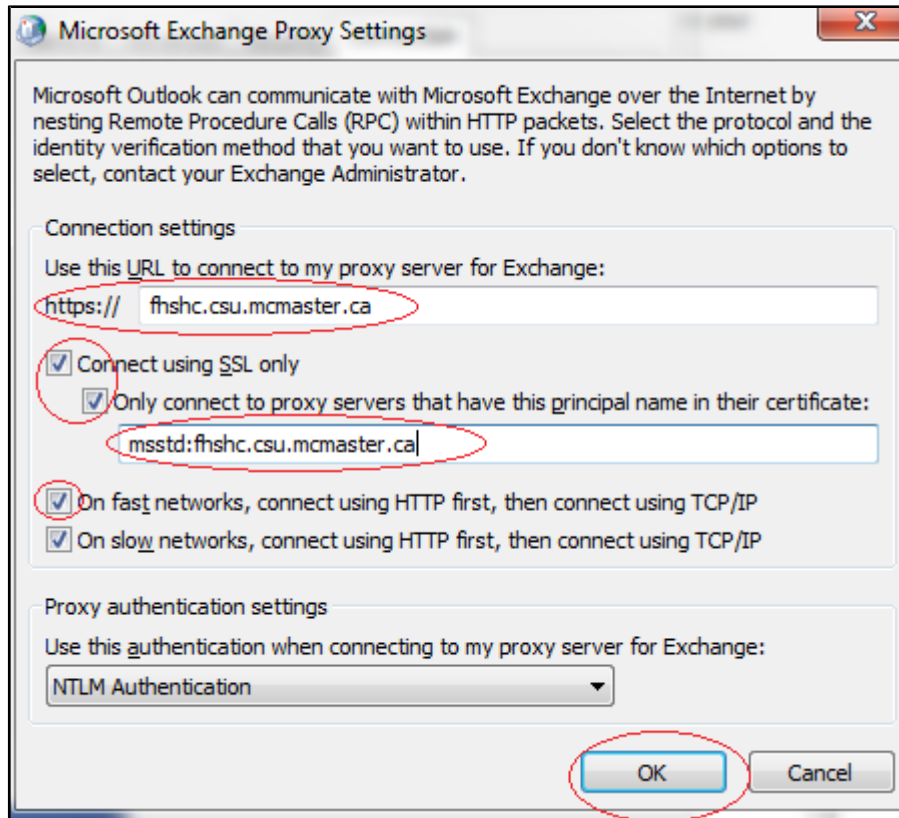 Microsoft Exchange Proxy Settings
Microsoft Outlook can communicate with Microsoft Exchange over the Internet by
nesting Remote Procedure Calls (RPC) within HTTP packets. Select the protocol and the
identity verification method that you want to use. If you don't know which options to
select, contact your Exchange Administrator.
Connection settings
Use this URL to connect to my proxy server for Exchange:
https:// fhshc.csu.mcmaster.ca
Connect using SSL only
Only connect to proxy servers that have this principal name in their certificate:
msstd:fhshc.csu.mcmaster.ca
On fast networks, connect using HTTP first, then connect using TCP/IP
On slow networks, connect using HTTP first, then connect using TCP/IP
Proxy authentication settings
Use this authentication when connecting to my proxy server for Exchange:
NTLM Authentication
OK Cancel